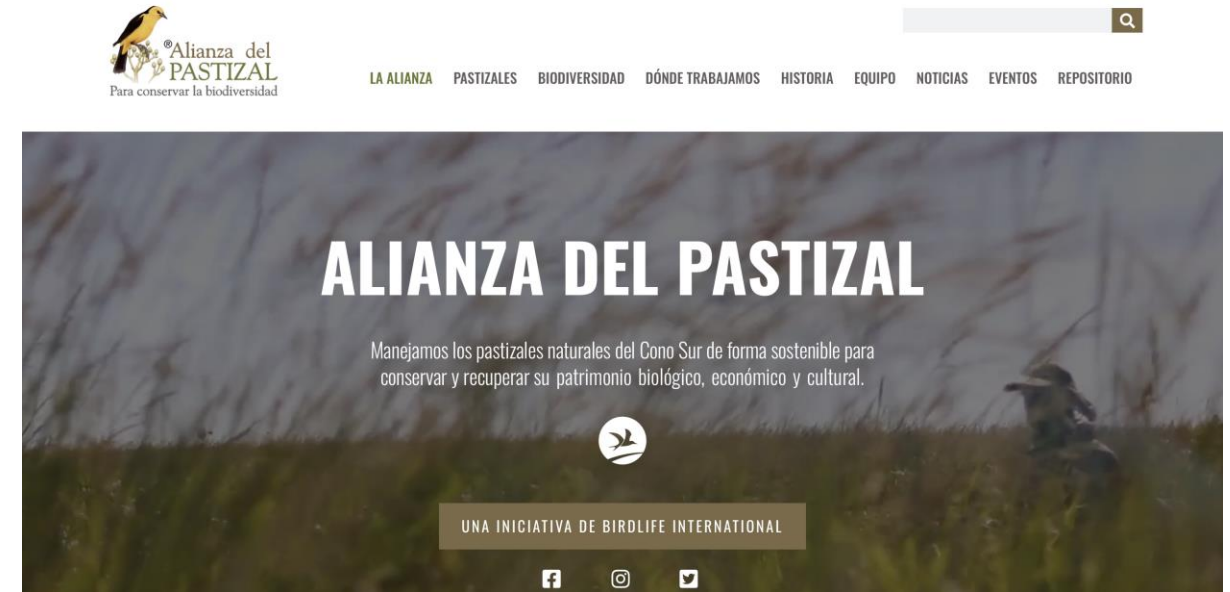 ®Alianza del
PASTIZAL
Para conservar la biodiversidad
LA ALIANZA PASTIZALES BIODIVERSIDAD DÓNDE TRABAJAMOS HISTORIA EQUIPO NOTICIAS EVENTOS REPOSITORIO
ALIANZA DEL PASTIZAL
Manejamos los pastizales naturales del Cono Sur de forma sostenible para
conservar y recuperar su patrimonio biológico, económico y cultural.
UNA INICIATIVA DE BIRDLIFE INTERNATIONAL